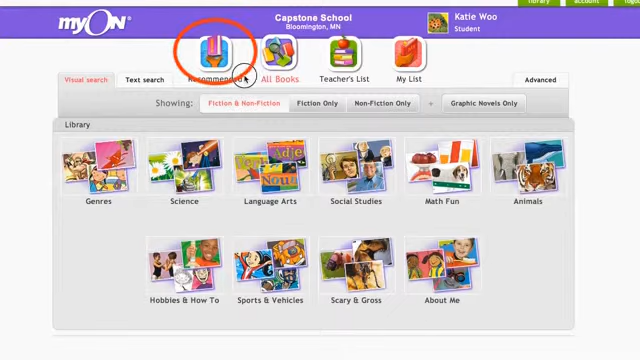 library account logout
myON®
Capstone School
Bloomington, MN
Katie Woo
Student
Recommended All Books Teacher's List My List
Visual search Text search Advanced
Showing: Fiction & Non-Fiction Fiction Only Non-Fiction Only + Graphic Novels Only
Library
Genres Science Language Arts Social Studies Math Fun Animals
Hobbies & How To Sports & Vehicles Scary & Gross About Me